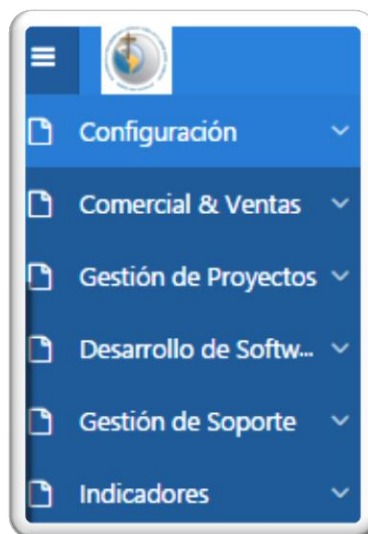 Configuración
Comercial & Ventas
Gestión de Proyectos
Desarrollo de Softw...
Gestión de Soporte
Indicadores